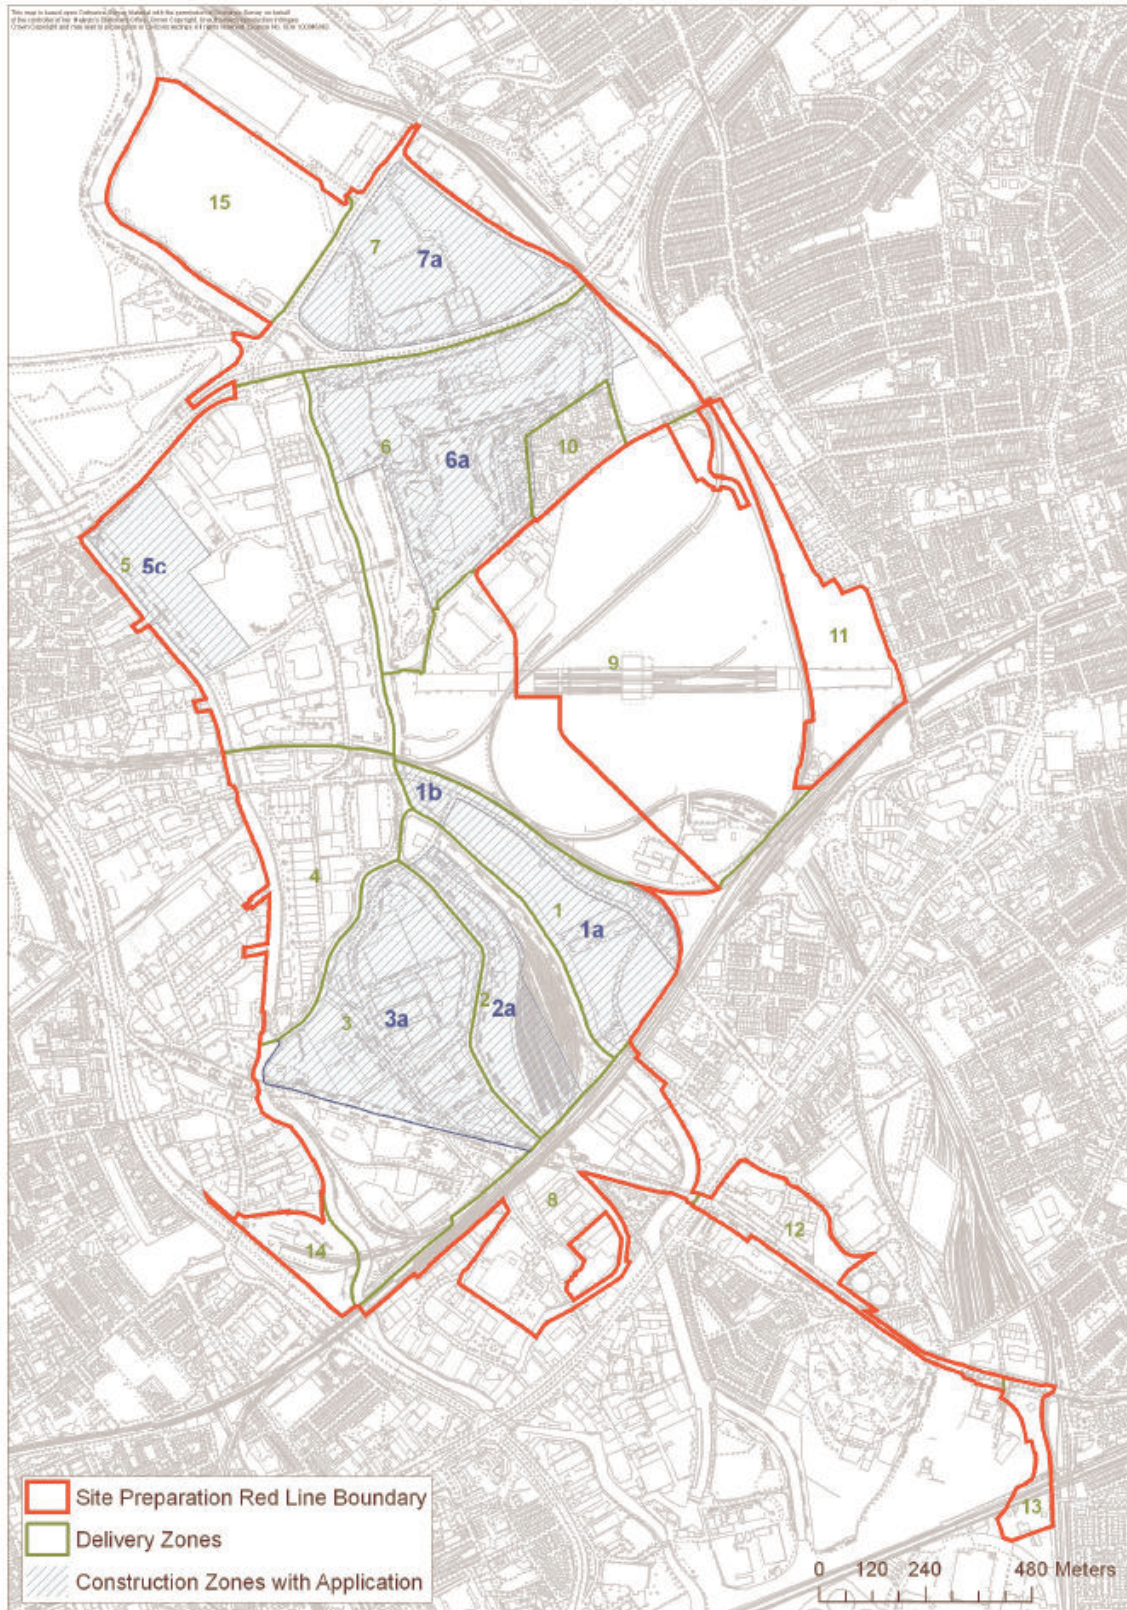 15
7
7a
6
6a
10
5
5c
11
9
1b
4
1
1a
2
2a
3
3a
8
12
14
13
Site Preparation Red Line Boundary
Delivery Zones
Construction Zones with Application
0 120 240 480 Meters